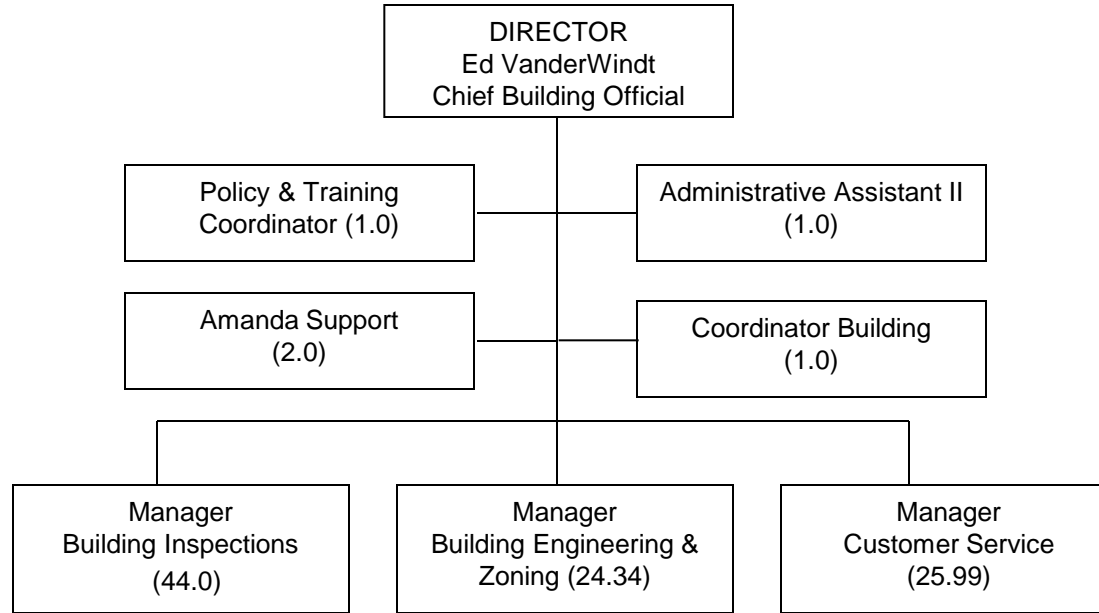 DIRECTOR
Ed VanderWindt
Chief Building Official
Policy & Training
Coordinator (1.0)
Administrative Assistant II
(1.0)
Amanda Support
(2.0)
Coordinator Building
(1.0)
Manager
Building Inspections
(44.0)
Manager
Building Engineering &
Zoning (24.34)
Manager
Customer Service
(25.99)